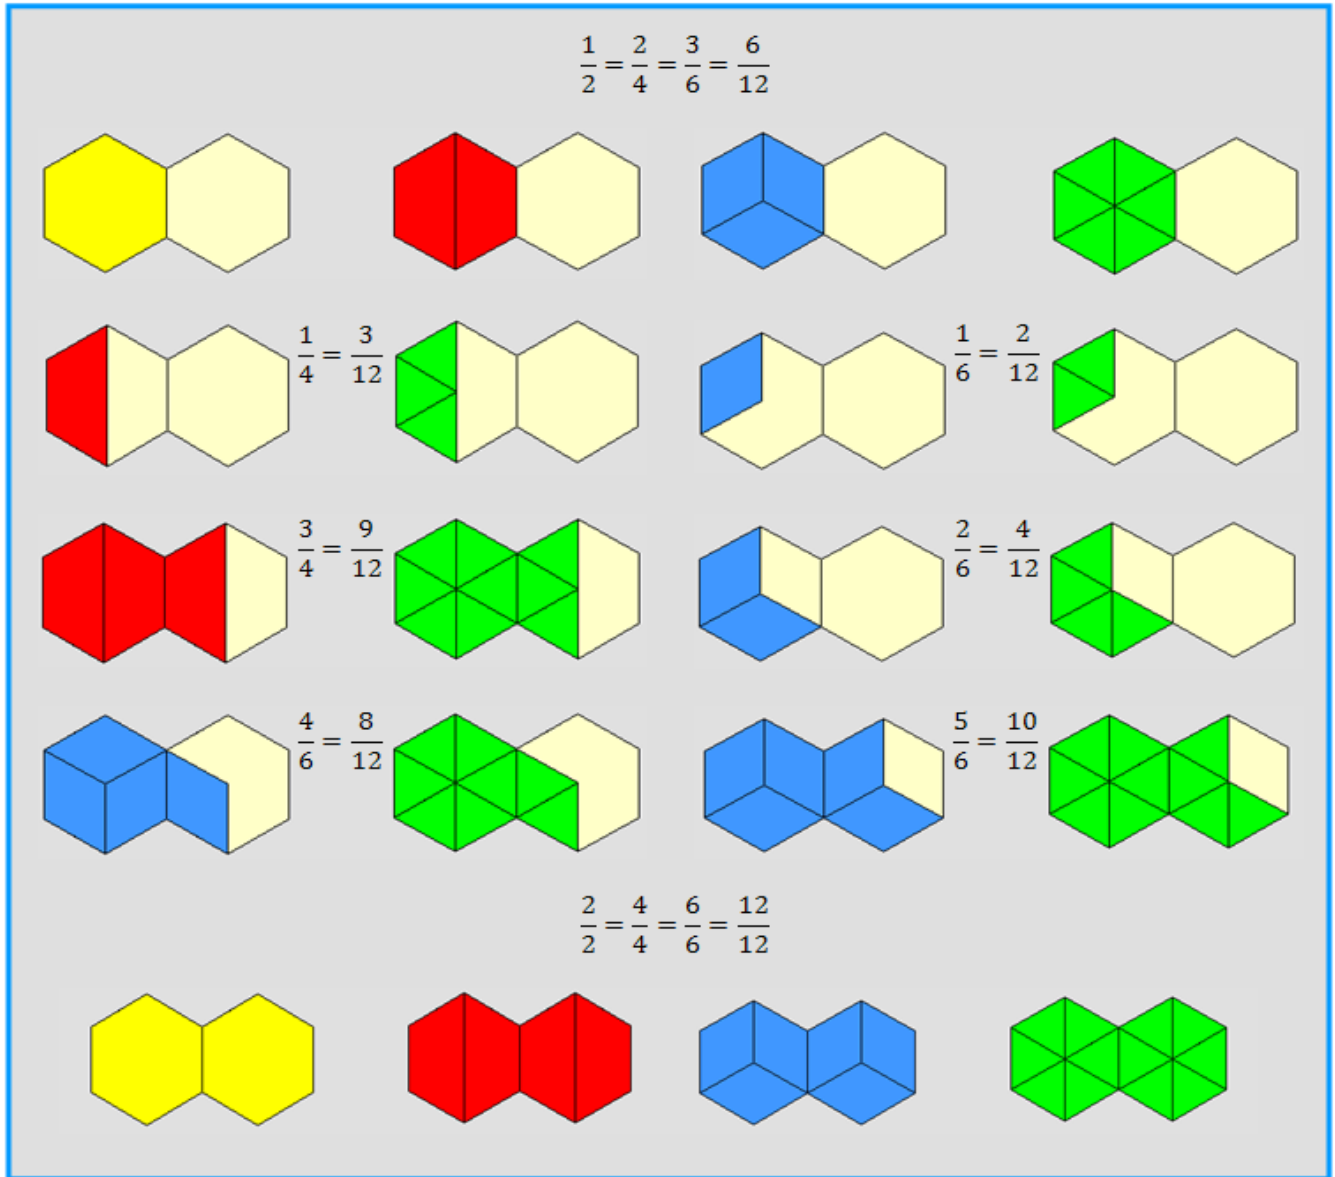 1/2 = 2/4 = 3/6 = 6/12
1/4 = 3/12
1/6 = 2/12
3/4 = 9/12
2/6 = 4/12
4/6 = 8/12
5/6 = 10/12
2/2 = 4/4 = 6/6 = 12/12